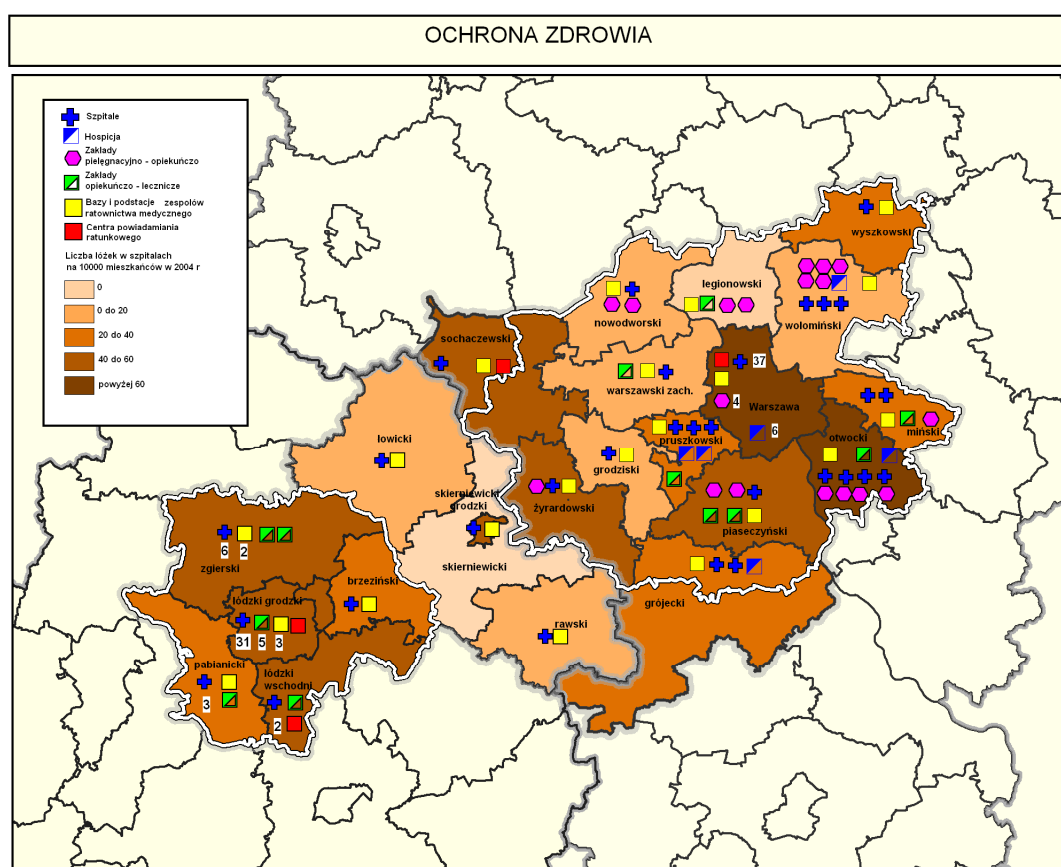 OCHRONA ZDROWIA
Szpitale
Hospicja
Zakłady
pielęgnacyjno - opiekuńczo
Zakłady
opiekuńczo - lecznicze
Bazy i podstacje zespołów
ratownictwa medycznego
Centra powiadamiania
ratunkowego
Liczba łóżek w szpitalach
na 10000 mieszkańców w 2004 r
0
0 do 20
20 do 40
40 do 60
powyżej 60
wyszkowski
legionowski
nowodworski
wołomiński
sochaczewski
37
warszawski zach.
4
Warszawa
6
miński
otwocki
pruszkowski
łowicki
grodziski
skierniewicki
grodzki
żyrardowski
piaseczyński
6 2
zgierski
skierniewicki
brzeziński
łódzki grodzki
grójecki
rawski
31 5 3
pabianicki
łódzki
wschodni
3
2